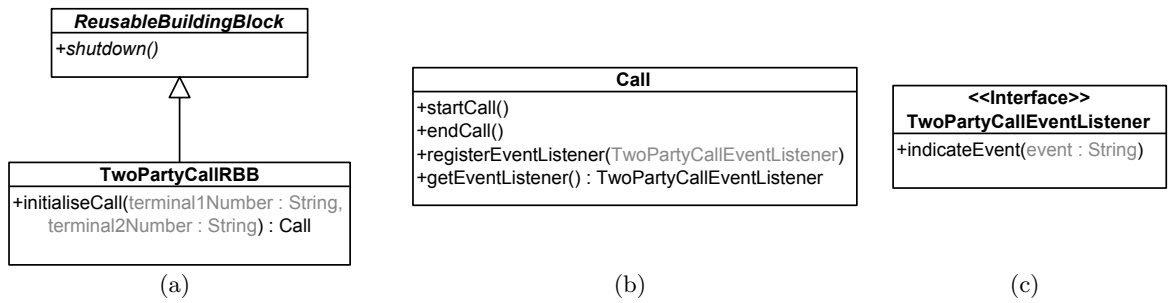 ReusableBuildingBlock
+shutdown()
TwoPartyCallRBB
+initialiseCall(terminal1Number : String,
terminal2Number : String) : Call
(a)
Call
+startCall()
+endCall()
+registerEventListener(TwoPartyCallEventListener)
+getEventListener() : TwoPartyCallEventListener
(b)
<<Interface>>
TwoPartyCallEventListener
+indicateEvent(event : String)
(c)